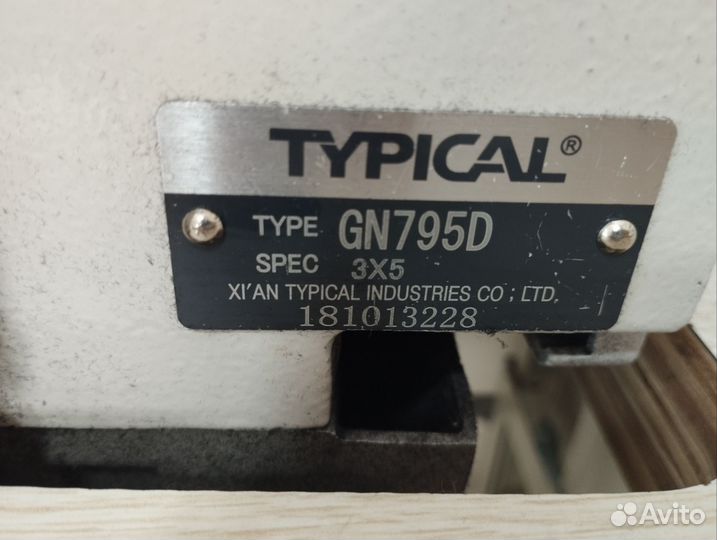 TYPICAL®
TYPE GN795D
SPEC 3X5
XI'AN TYPICAL INDUSTRIES CO ; LTD.
181013228
Avito